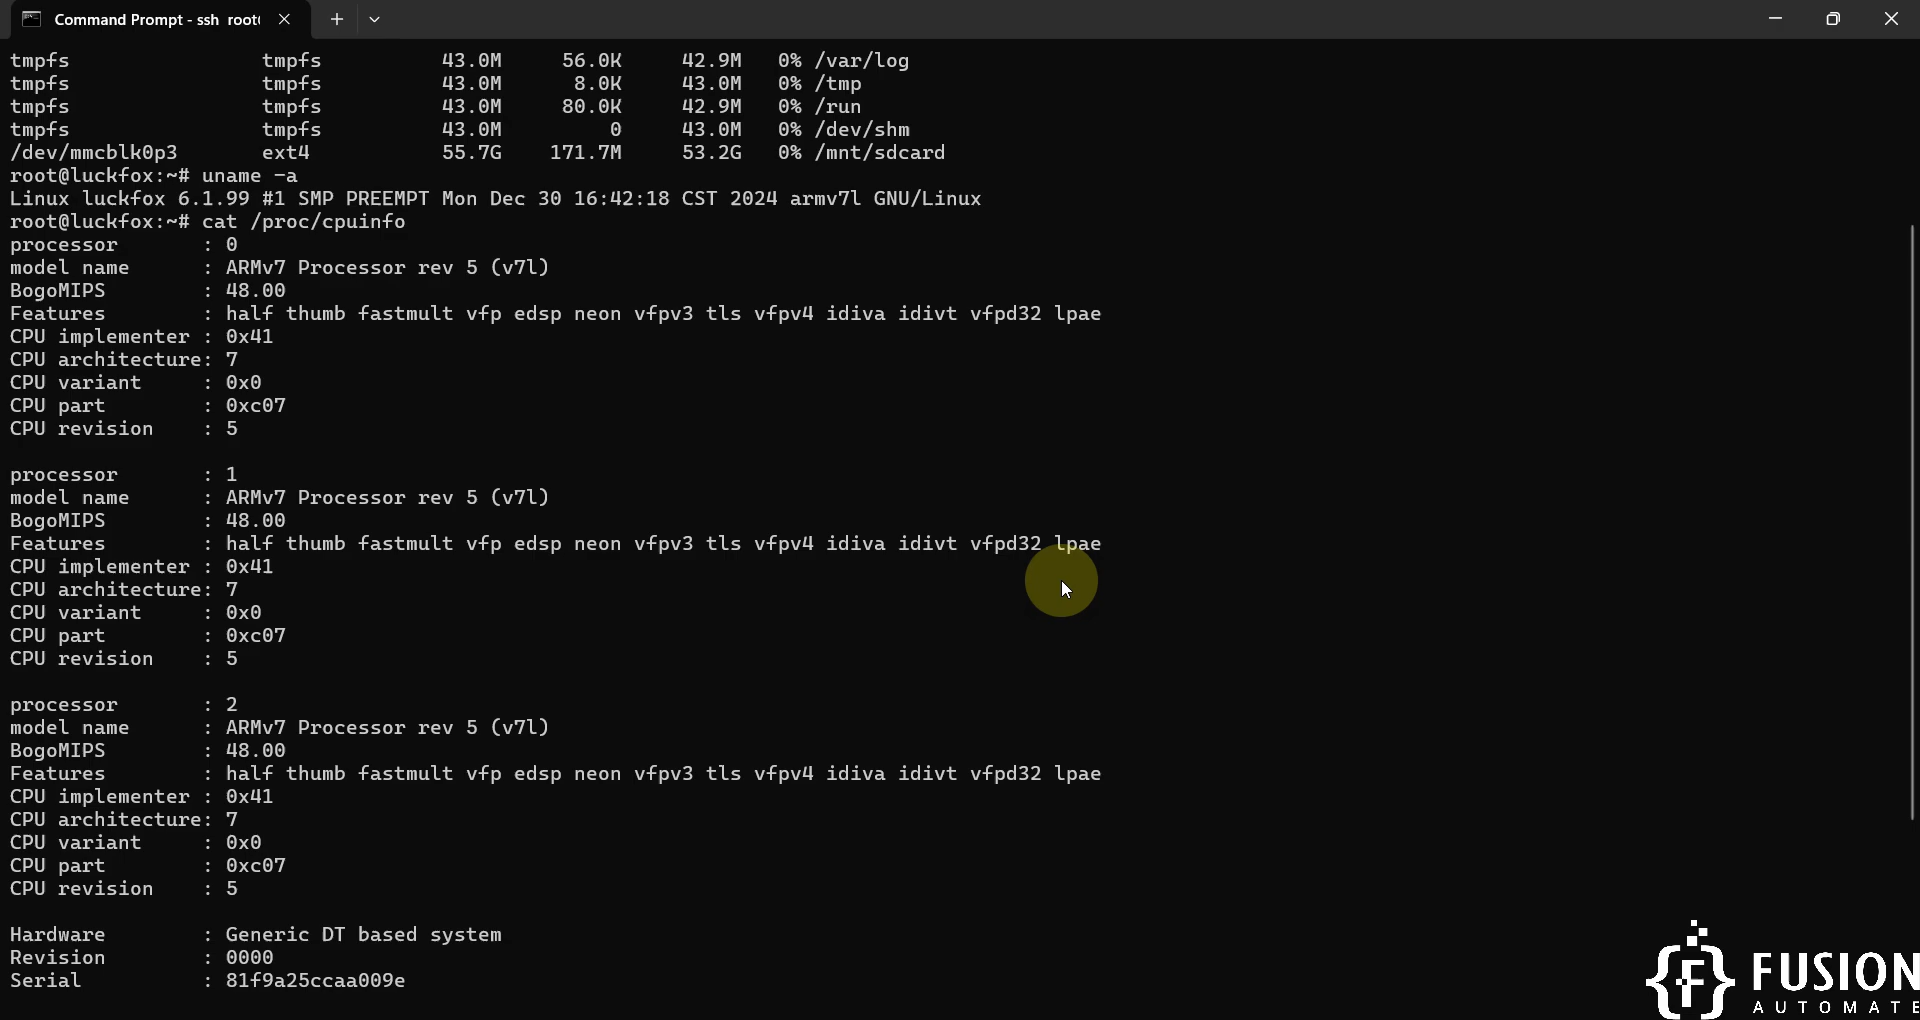 Command Prompt - ssh root(
tmpfs tmpfs 43.0M 56.0K 42.9M 0% /var/log
tmpfs tmpfs 43.0M 8.0K 43.0M 0% /tmp
tmpfs tmpfs 43.0M 80.0K 42.9M 0% /run
tmpfs tmpfs 43.0M 0 43.0M 0% /dev/shm
/dev/mmcblk0p3 ext4 55.7G 171.7M 53.2G 0% /mnt/sdcard
root@luckfox:~# uname -a
Linux luckfox 6.1.99 #1 SMP PREEMPT Mon Dec 30 16:42:18 CST 2024 armv7l GNU/Linux
root@luckfox:~# cat /proc/cpuinfo
processor : 0
model name : ARMv7 Processor rev 5 (v7l)
BogoMIPS : 48.00
Features : half thumb fastmult vfp edsp neon vfpv3 tls vfpv4 idiva idivt vfpd32 lpae
CPU implementer : 0x41
CPU architecture: 7
CPU variant : 0x0
CPU part : 0xc07
CPU revision : 5
processor : 1
model name : ARMv7 Processor rev 5 (v7l)
BogoMIPS : 48.00
Features : half thumb fastmult vfp edsp neon vfpv3 tls vfpv4 idiva idivt vfpd32 lpae
CPU implementer : 0x41
CPU architecture: 7
CPU variant : 0x0
CPU part : 0xc07
CPU revision : 5
processor : 2
model name : ARMv7 Processor rev 5 (v7l)
BogoMIPS : 48.00
Features : half thumb fastmult vfp edsp neon vfpv3 tls vfpv4 idiva idivt vfpd32 lpae
CPU implementer : 0x41
CPU architecture: 7
CPU variant : 0x0
CPU part : 0xc07
CPU revision : 5
Hardware : Generic DT based system
Revision : 0000
Serial : 81f9a25ccaa009e
{F} FUSION
AUTOMATE